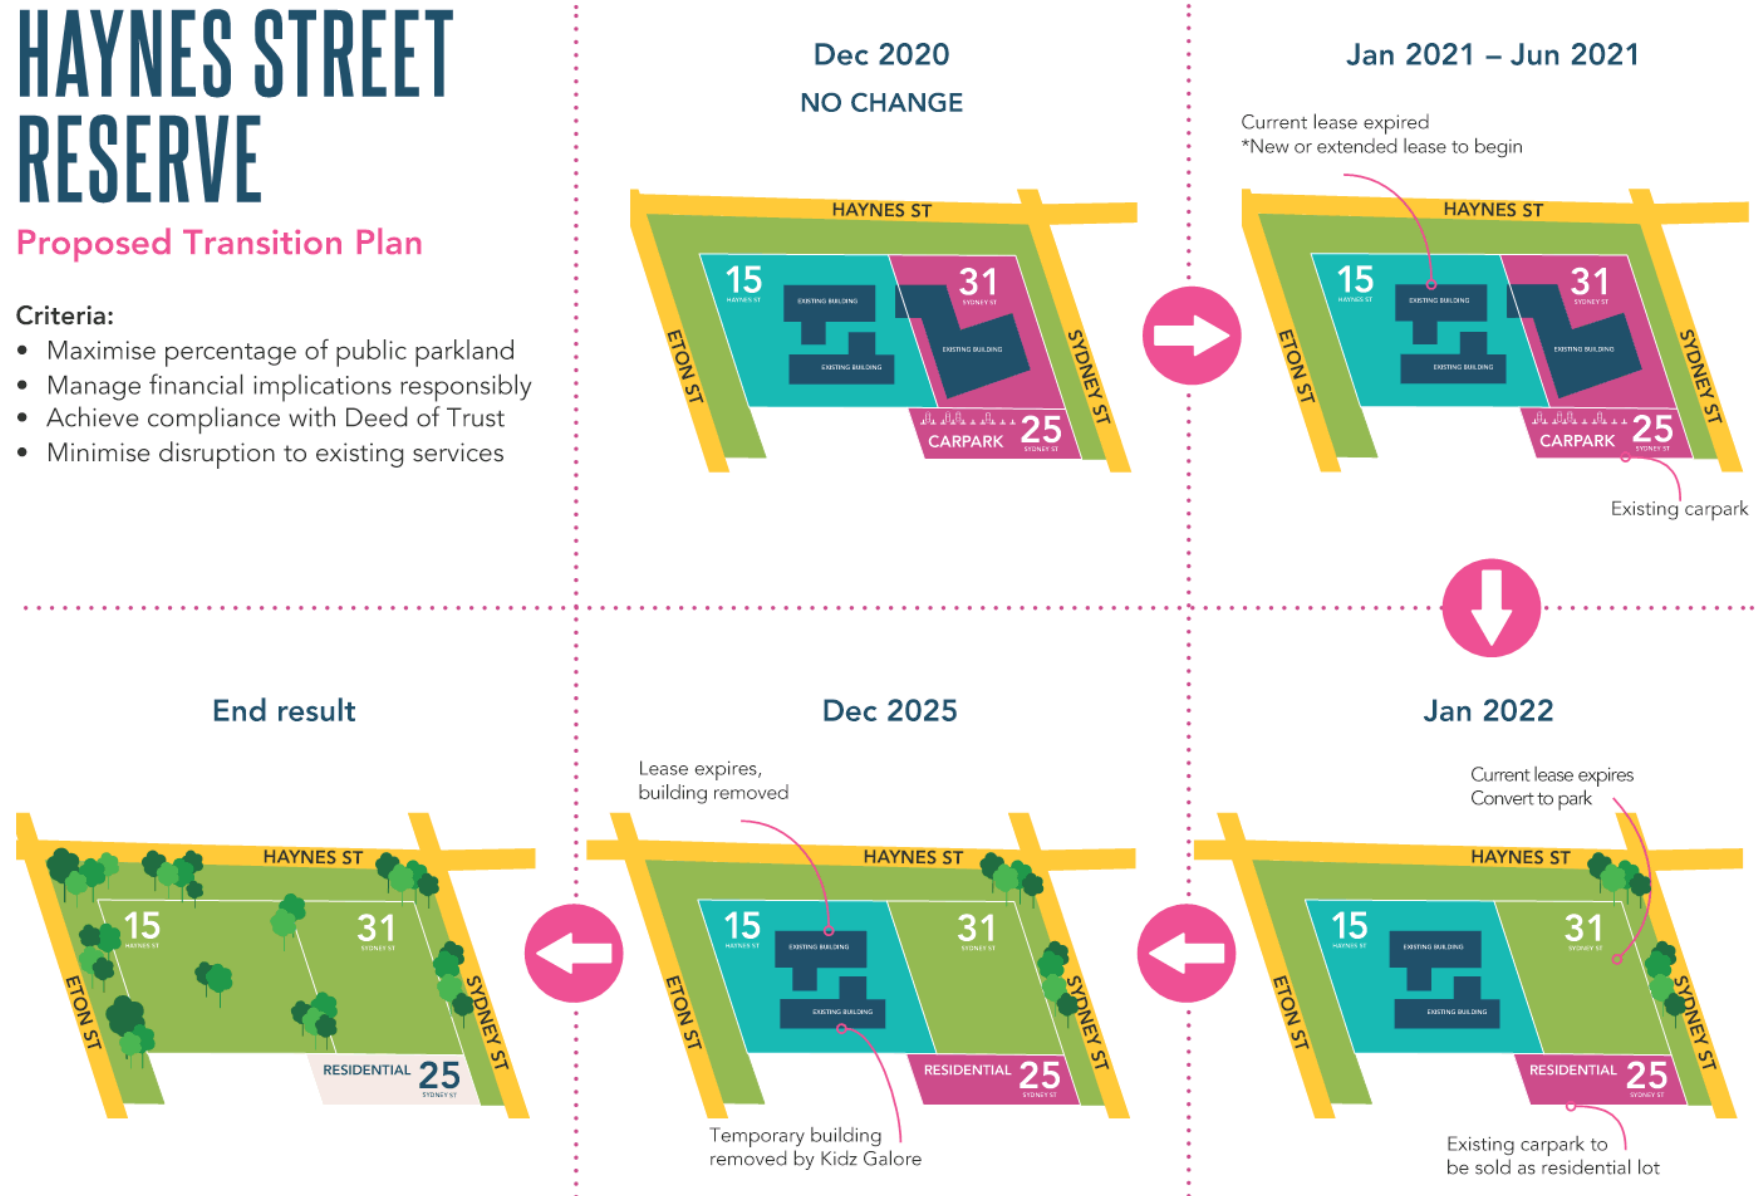 HAYNES STREET
RESERVE
Proposed Transition Plan
Criteria:
• Maximise percentage of public parkland
• Manage financial implications responsibly
• Achieve compliance with Deed of Trust
• Minimise disruption to existing services
Dec 2020
NO CHANGE
HAYNES ST
15
HAYNES ST
31
SYDNEY ST
EXISTING BUILDING
EXISTING BUILDING
EXISTING BUILDING
ETON ST
SYDNEY ST
CARPARK
25
SYDNEY ST
Jan 2021 – Jun 2021
Current lease expired
*New or extended lease to begin
HAYNES ST
15
HAYNES ST
31
SYDNEY ST
EXISTING BUILDING
EXISTING BUILDING
EXISTING BUILDING
ETON ST
SYDNEY ST
CARPARK
25
SYDNEY ST
Existing carpark
Jan 2022
Current lease expires
Convert to park
HAYNES ST
15
HAYNES ST
31
SYDNEY ST
EXISTING BUILDING
EXISTING BUILDING
ETON ST
SYDNEY ST
RESIDENTIAL
25
SYDNEY ST
Existing carpark to
be sold as residential lot
Dec 2025
Lease expires,
building removed
HAYNES ST
15
HAYNES ST
31
SYDNEY ST
EXISTING BUILDING
EXISTING BUILDING
ETON ST
SYDNEY ST
RESIDENTIAL
25
SYDNEY ST
Temporary building
removed by Kidz Galore
End result
HAYNES ST
15
HAYNES ST
31
SYDNEY ST
ETON ST
SYDNEY ST
RESIDENTIAL
25
SYDNEY ST